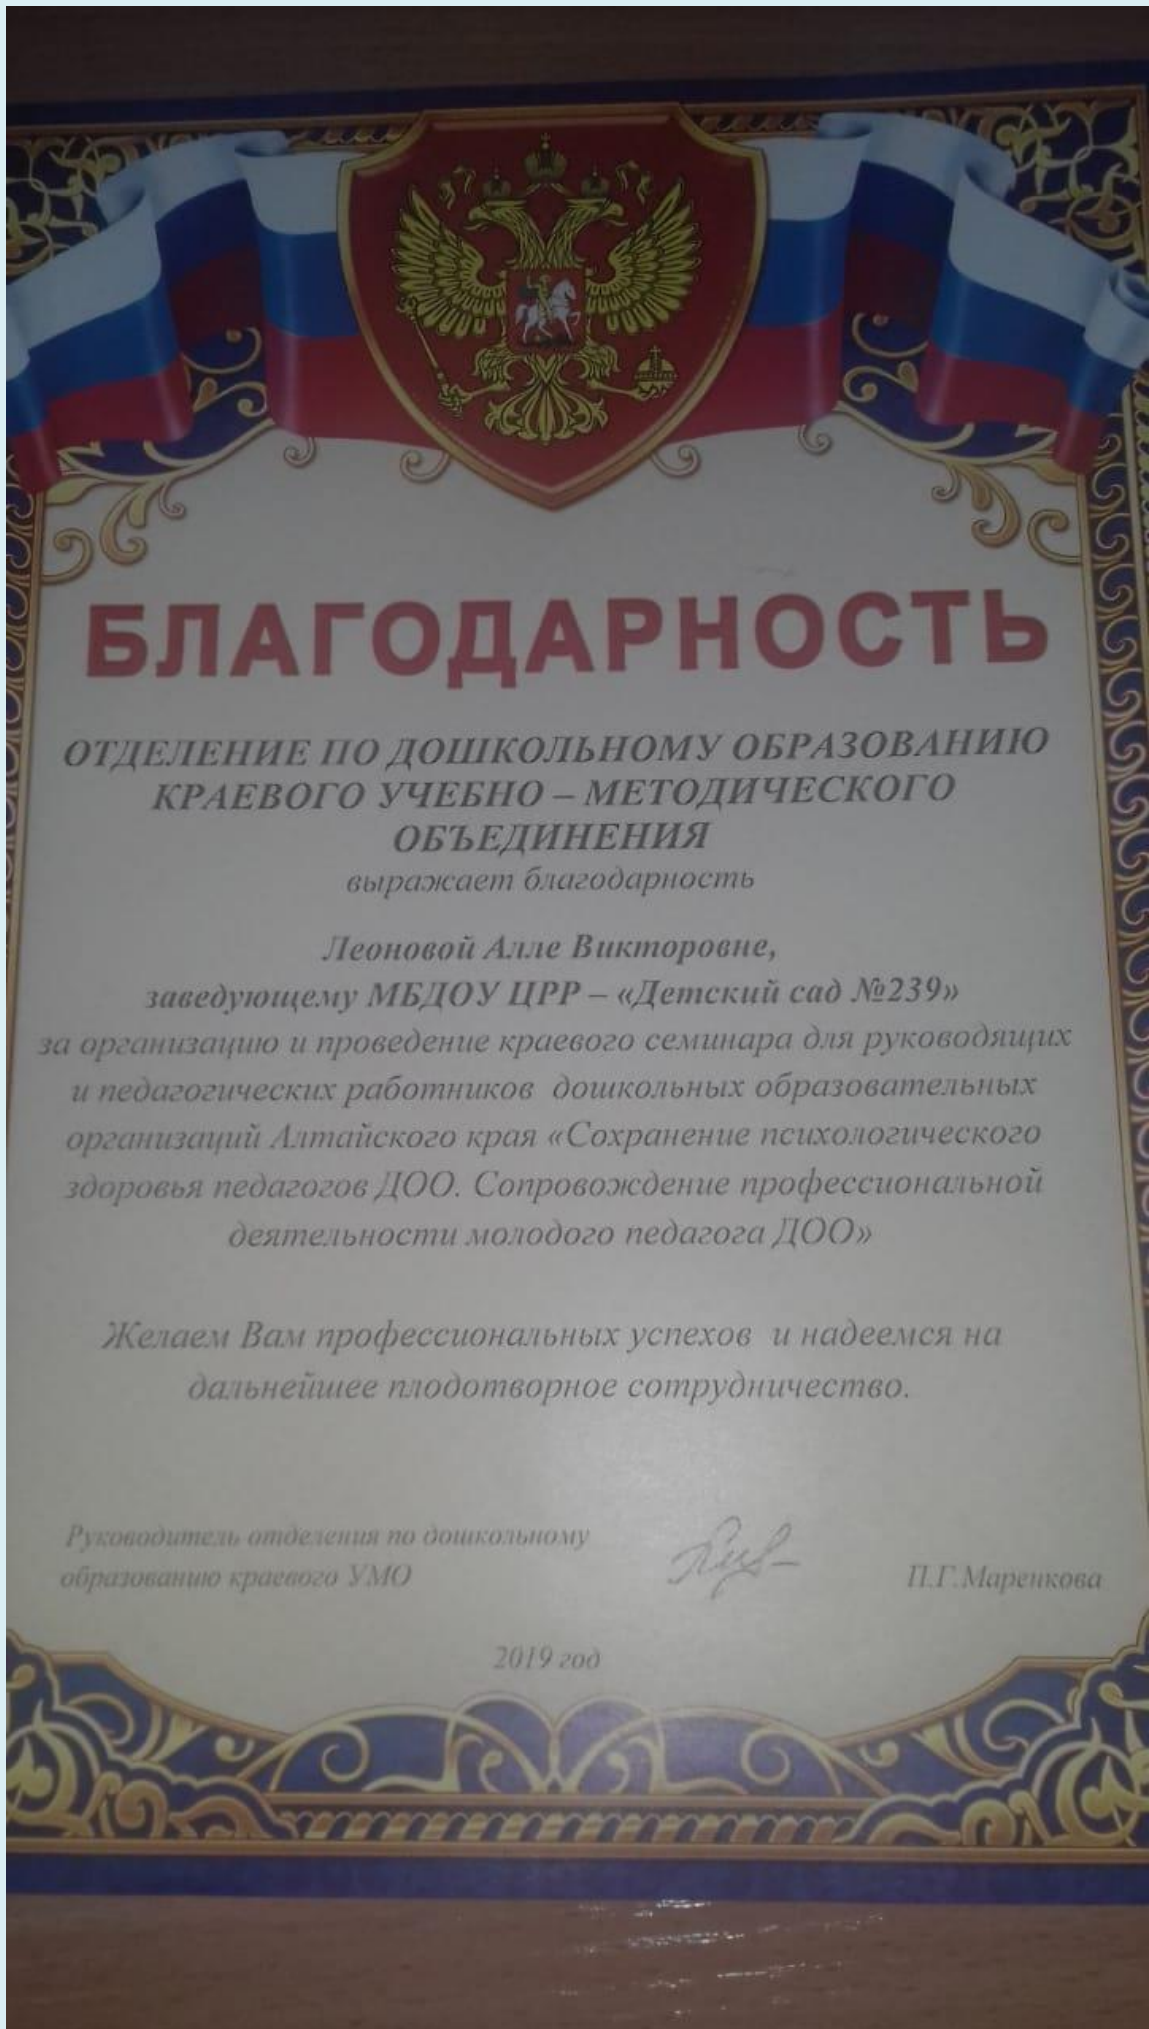 БЛАГОДАРНОСТЬ
ОТДЕЛЕНИЕ ПО ДОШКОЛЬНОМУ ОБРАЗОВАНИЮ
КРАЕВОГО УЧЕБНО – МЕТОДИЧЕСКОГО
ОБЪЕДИНЕНИЯ
выражает благодарность
Леоновой Алле Викторовне,
заведующему МБДОУ ЦРР – «Детский сад №239»
за организацию и проведение краевого семинара для руководящих
и педагогических работников дошкольных образовательных
организаций Алтайского края «Сохранение психологического
здоровья педагогов ДОО. Сопровождение профессиональной
деятельности молодого педагога ДОО»
Желаем Вам профессиональных успехов и надеемся на
дальнейшее плодотворное сотрудничество.
Руководитель отделения по дошкольному
образованию краевого УМО П.Г.Маренкова
2019 год